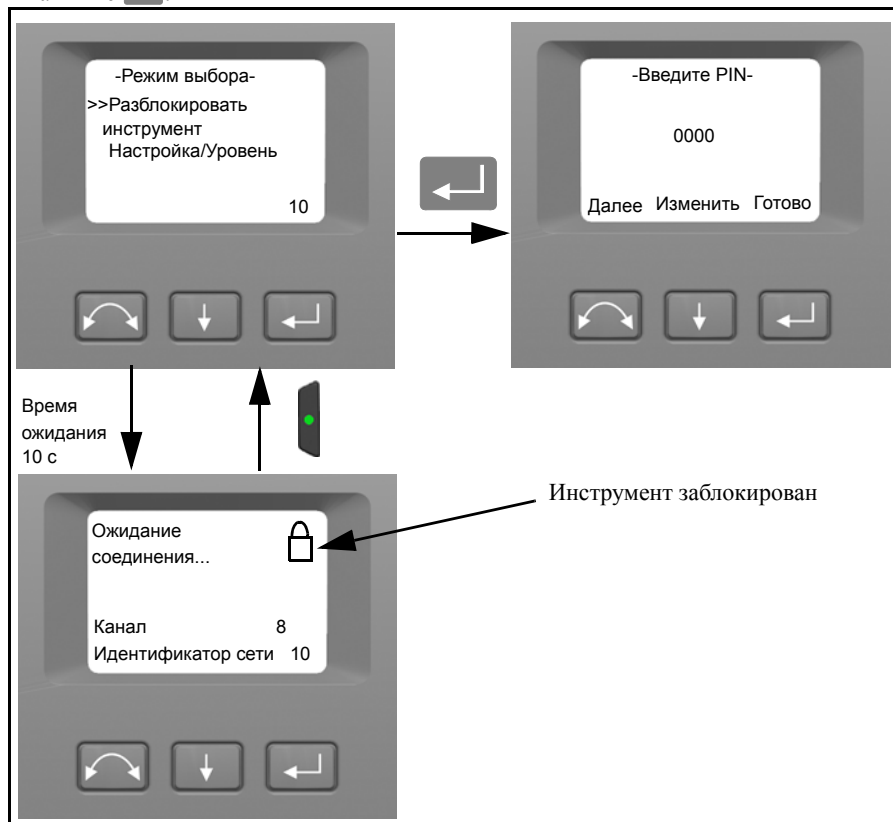 -Режим выбора-
>>Разблокировать
инструмент
Настройка/Уровень
10
-Введите PIN-
0000
Далее Изменить Готово
Время
ожидания
10 с
Ожидание
соединения...
Канал 8
Идентификатор сети 10
Инструмент заблокирован